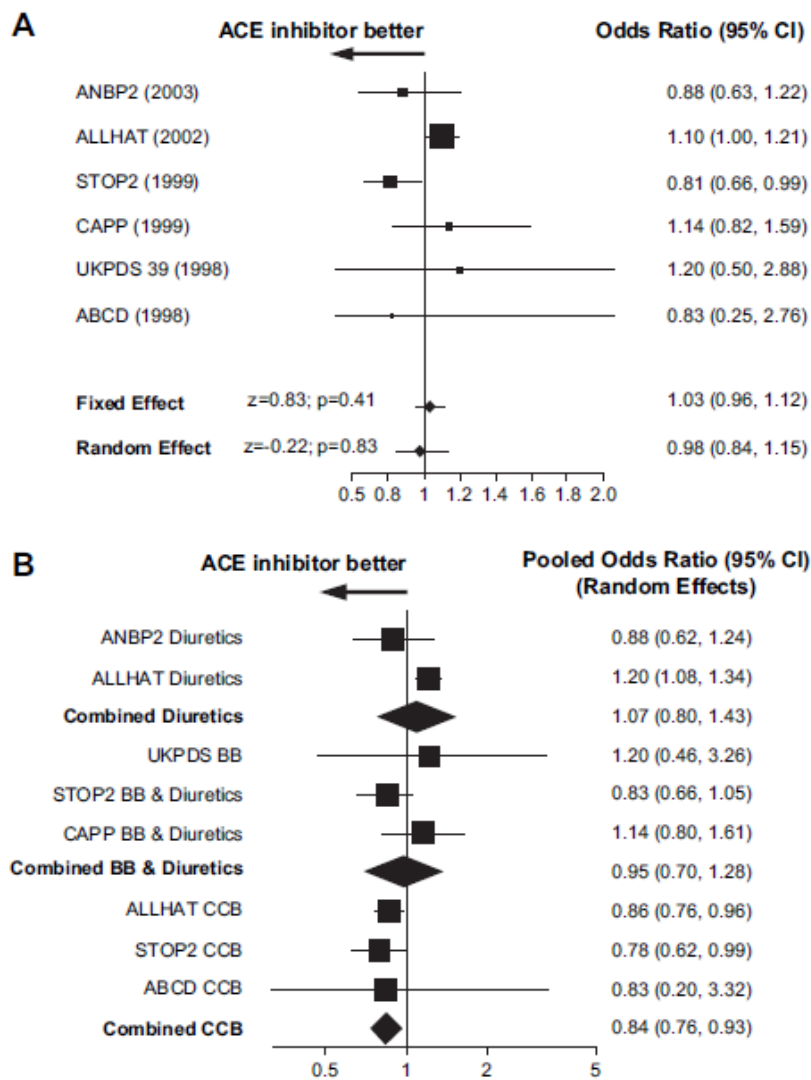 A
ACE inhibitor better Odds Ratio (95% CI)
ANBP2 (2003) 0.88 (0.63, 1.22)
ALLHAT (2002) 1.10 (1.00, 1.21)
STOP2 (1999) 0.81 (0.66, 0.99)
CAPP (1999) 1.14 (0.82, 1.59)
UKPDS 39 (1998) 1.20 (0.50, 2.88)
ABCD (1998) 0.83 (0.25, 2.76)
Fixed Effect z=0.83; p=0.41 1.03 (0.96, 1.12)
Random Effect z=-0.22; p=0.83 0.98 (0.84, 1.15)
0.5 0.8 1 1.2 1.4 1.6 1.8 2.0
B
ACE inhibitor better Pooled Odds Ratio (95% CI)
(Random Effects)
ANBP2 Diuretics 0.88 (0.62, 1.24)
ALLHAT Diuretics 1.20 (1.08, 1.34)
Combined Diuretics 1.07 (0.80, 1.43)
UKPDS BB 1.20 (0.46, 3.26)
STOP2 BB & Diuretics 0.83 (0.66, 1.05)
CAPP BB & Diuretics 1.14 (0.80, 1.61)
Combined BB & Diuretics 0.95 (0.70, 1.28)
ALLHAT CCB 0.86 (0.76, 0.96)
STOP2 CCB 0.78 (0.62, 0.99)
ABCD CCB 0.83 (0.20, 3.32)
Combined CCB 0.84 (0.76, 0.93)
0.5 1 2 5